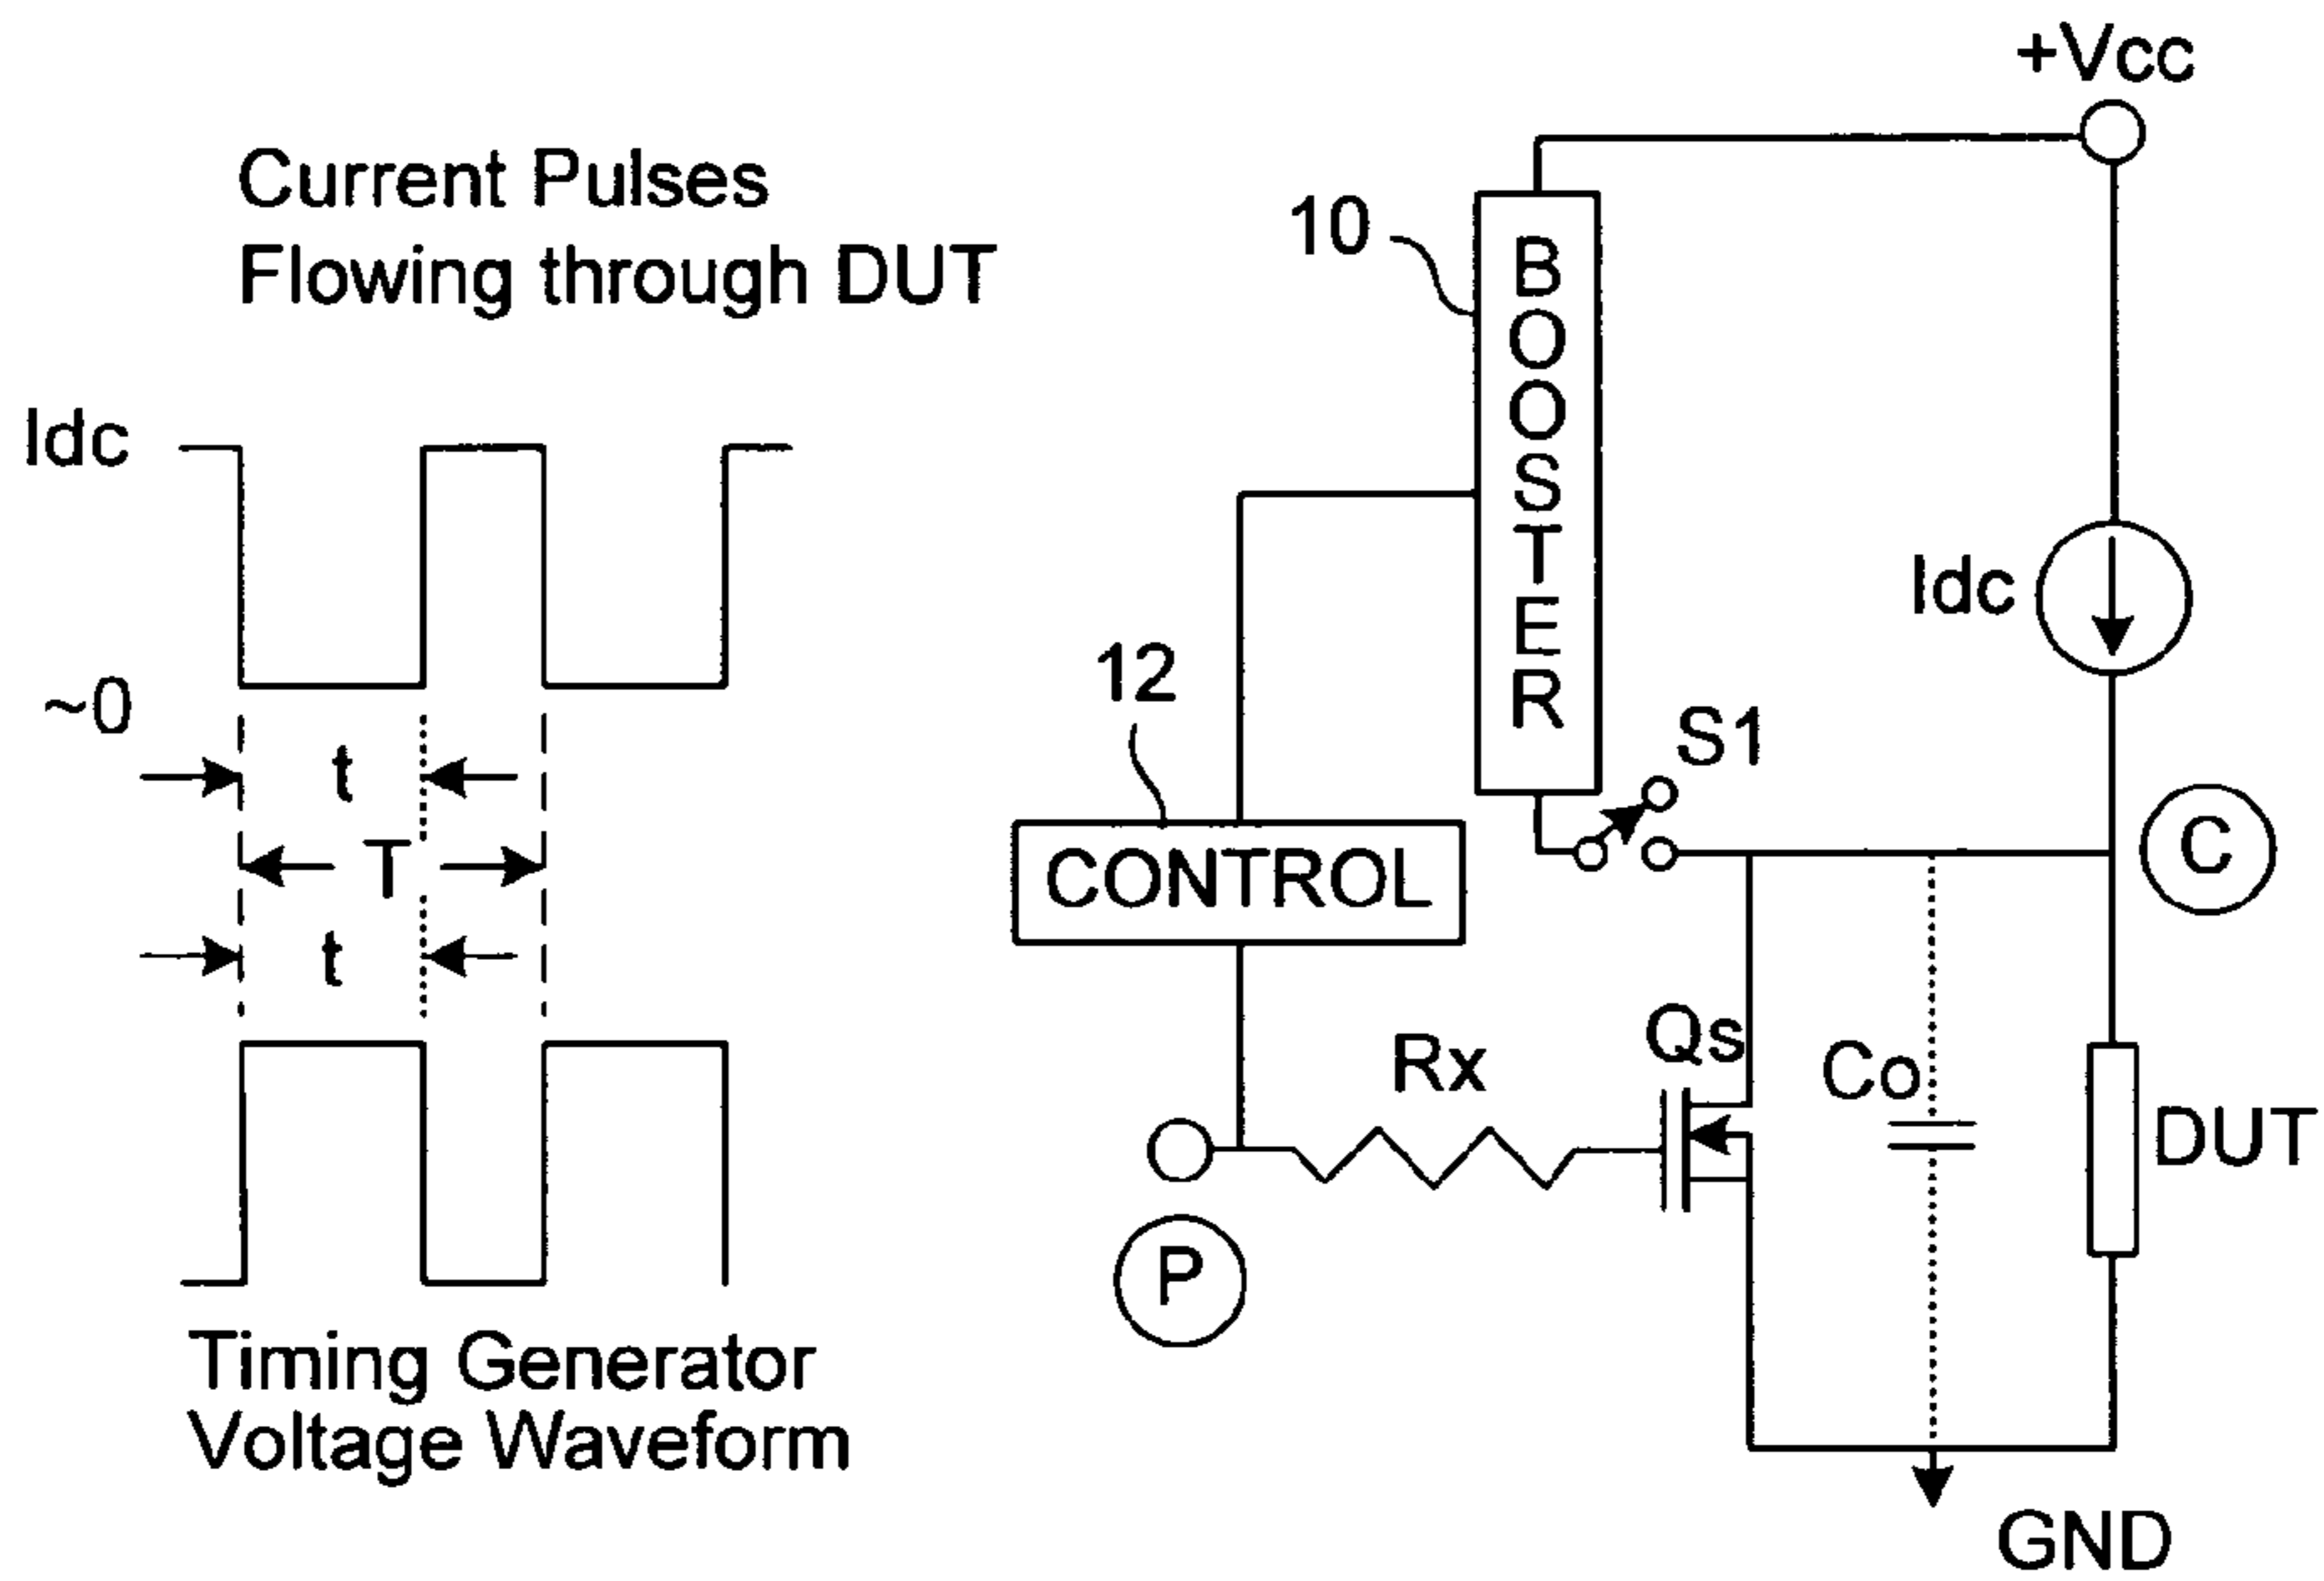 Current Pulses
Flowing through DUT
Idc
~0
t
T
t
Timing Generator
Voltage Waveform
+Vcc
10
BOOSTER
Idc
12
S1
CONTROL
C
Qs
Rx
Co
DUT
P
GND